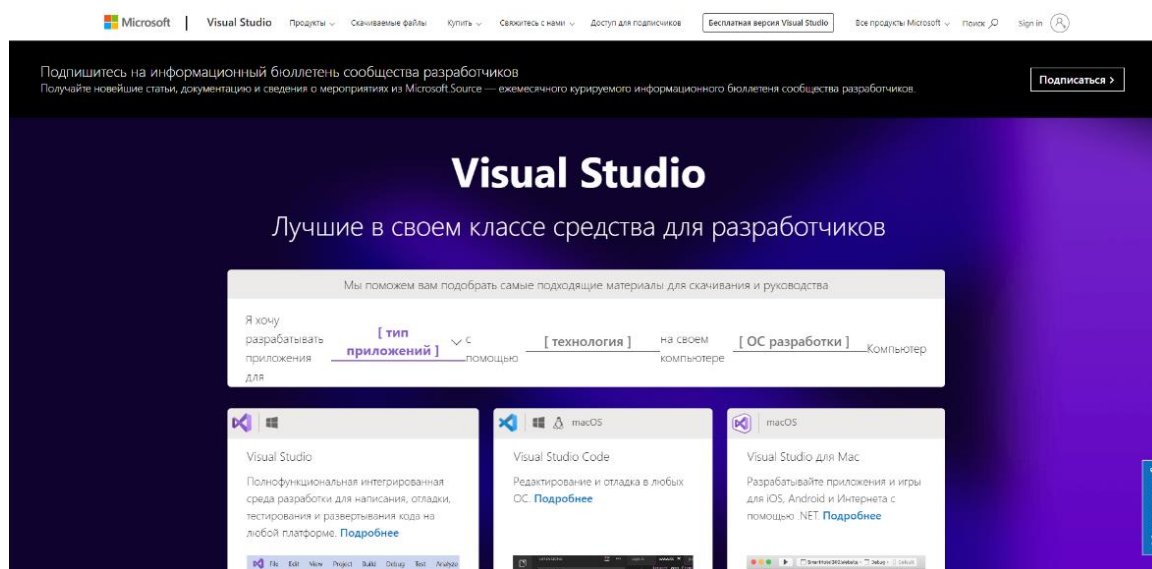 Microsoft Visual Studio Продукты Скачиваемые файлы Купить Свяжитесь с нами Доступ для подписчиков Бесплатная версия Visual Studio Все продукты Microsoft Поиск Sign in
Подпишитесь на информационный бюллетень сообщества разработчиков
Получайте новейшие статьи, документацию и сведения о мероприятиях из Microsoft.Source — ежемесячного курируемого информационного бюллетеня сообщества разработчиков.
Подписаться >
Visual Studio
Лучшие в своем классе средства для разработчиков
Мы поможем вам подобрать самые подходящие материалы для скачивания и руководства
Я хочу
разрабатывать
приложения
для
[ тип
приложений ]
с
помощью
[ технология ]
на своем
компьютере
[ ОС разработки ]
Компьютер
Visual Studio
Полнофункциональная интегрированная
среда разработки для написания, отладки,
тестирования и развертывания кода на
любой платформе. Подробнее
File Edit View Project Build Debug Test Analyze
macOS
Visual Studio Code
Редактирование и отладка в любых
ОС. Подробнее
macOS
Visual Studio для Mac
Разрабатывайте приложения и игры
для iOS, Android и Интернета с
помощью .NET. Подробнее
Debug